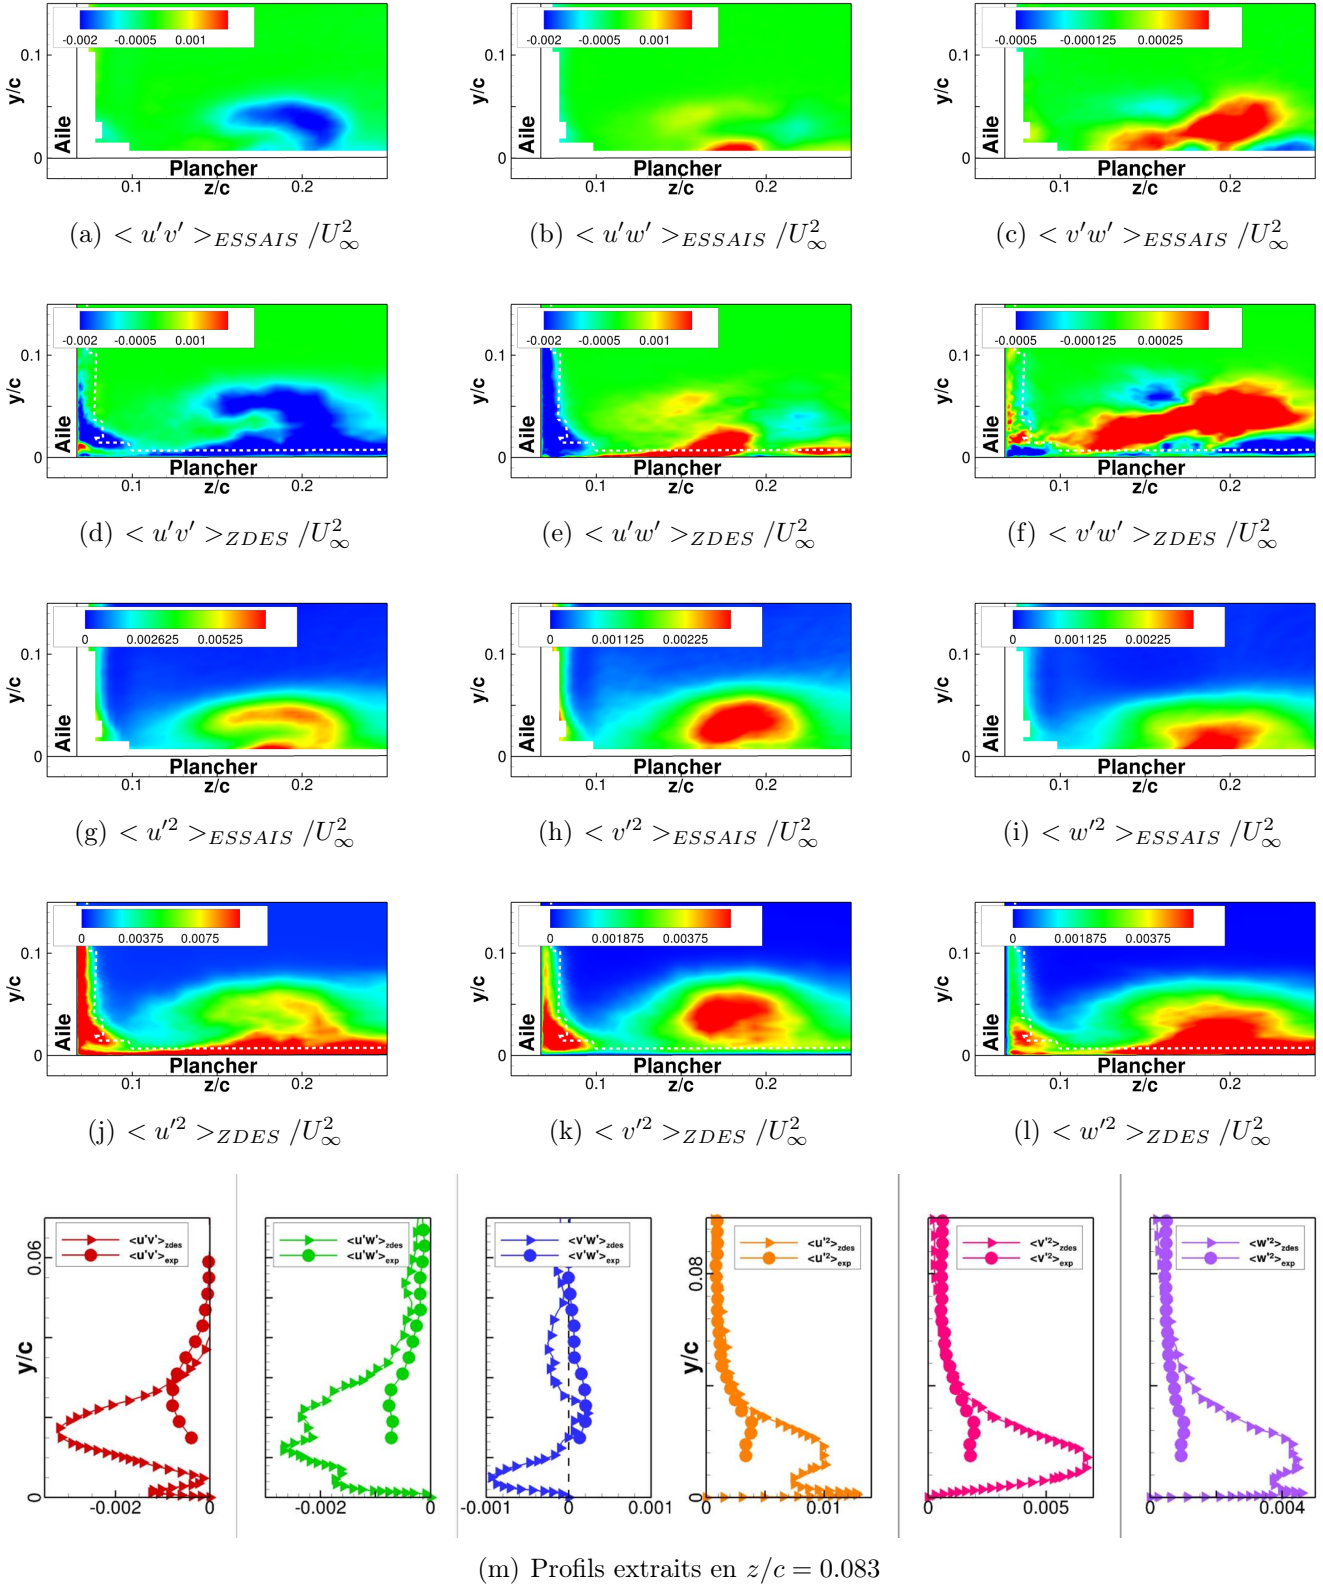 -0.002 -0.0005 0.001
0.1
y/c
Aile
0
Plancher
0.1 0.2
z/c
(a) < u'v' >_{ESSAIS} /U_∞^2
-0.002 -0.0005 0.001
0.1
y/c
Aile
0
Plancher
0.1 0.2
z/c
(b) < u'w' >_{ESSAIS} /U_∞^2
-0.0005 -0.000125 0.00025
0.1
y/c
Aile
0
Plancher
0.1 0.2
z/c
(c) < v'w' >_{ESSAIS} /U_∞^2
-0.002 -0.0005 0.001
0.1
y/c
Aile
0
Plancher
0.1 0.2
z/c
(d) < u'v' >_{ZDES} /U_∞^2
-0.002 -0.0005 0.001
0.1
y/c
Aile
0
Plancher
0.1 0.2
z/c
(e) < u'w' >_{ZDES} /U_∞^2
-0.0005 -0.000125 0.00025
0.1
y/c
Aile
0
Plancher
0.1 0.2
z/c
(f) < v'w' >_{ZDES} /U_∞^2
0 0.002625 0.00525
0.1
y/c
Aile
0
Plancher
0.1 0.2
z/c
(g) < u'^2 >_{ESSAIS} /U_∞^2
0 0.001125 0.00225
0.1
y/c
Aile
0
Plancher
0.1 0.2
z/c
(h) < v'^2 >_{ESSAIS} /U_∞^2
0 0.001125 0.00225
0.1
y/c
Aile
0
Plancher
0.1 0.2
z/c
(i) < w'^2 >_{ESSAIS} /U_∞^2
0 0.00375 0.0075
0.1
y/c
Aile
0
Plancher
0.1 0.2
z/c
(j) < u'^2 >_{ZDES} /U_∞^2
0 0.001875 0.00375
0.1
y/c
Aile
0
Plancher
0.1 0.2
z/c
(k) < v'^2 >_{ZDES} /U_∞^2
0 0.001875 0.00375
0.1
y/c
Aile
0
Plancher
0.1 0.2
z/c
(l) < w'^2 >_{ZDES} /U_∞^2
<u'v'>_{zdes}
<u'v'>_{exp}
0.06
y/c
0
-0.002 0
<u'w'>_{zdes}
<u'w'>_{exp}
-0.002 0
<v'w'>_{zdes}
<v'w'>_{exp}
-0.001 0 0.001
<u'^2>_{zdes}
<u'^2>_{exp}
0.08
y/c
0
0 0.01
<v'^2>_{zdes}
<v'^2>_{exp}
0 0.005
<w'^2>_{zdes}
<w'^2>_{exp}
0 0.004
(m) Profils extraits en z/c = 0.083